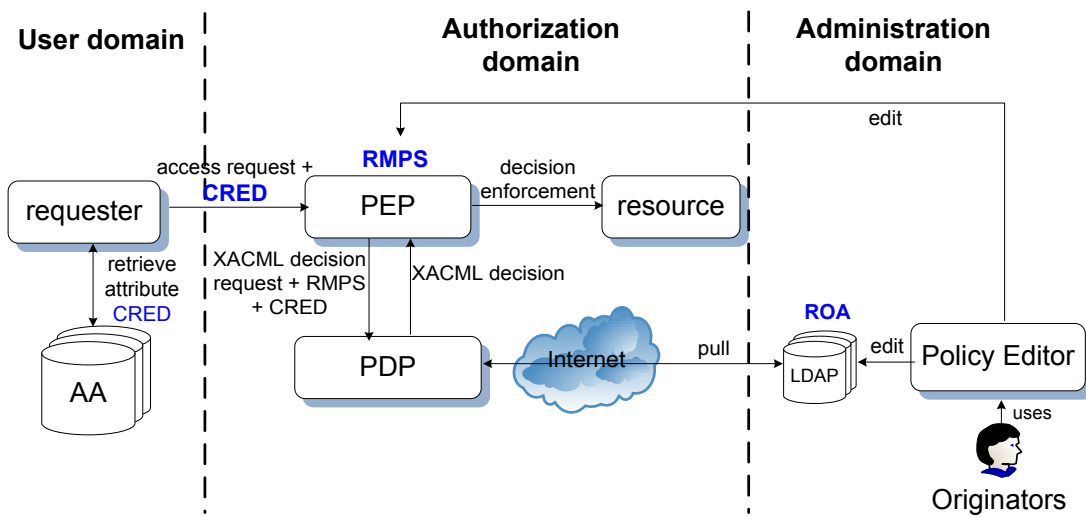 User domain
Authorization
domain
Administration
domain
edit
RMPS
access request +
CRED
decision
enforcement
requester
PEP
resource
retrieve
attribute
CRED
XACML decision
request + RMPS
+ CRED
XACML decision
ROA
AA
PDP
Internet
pull
LDAP
edit
Policy Editor
uses
Originators